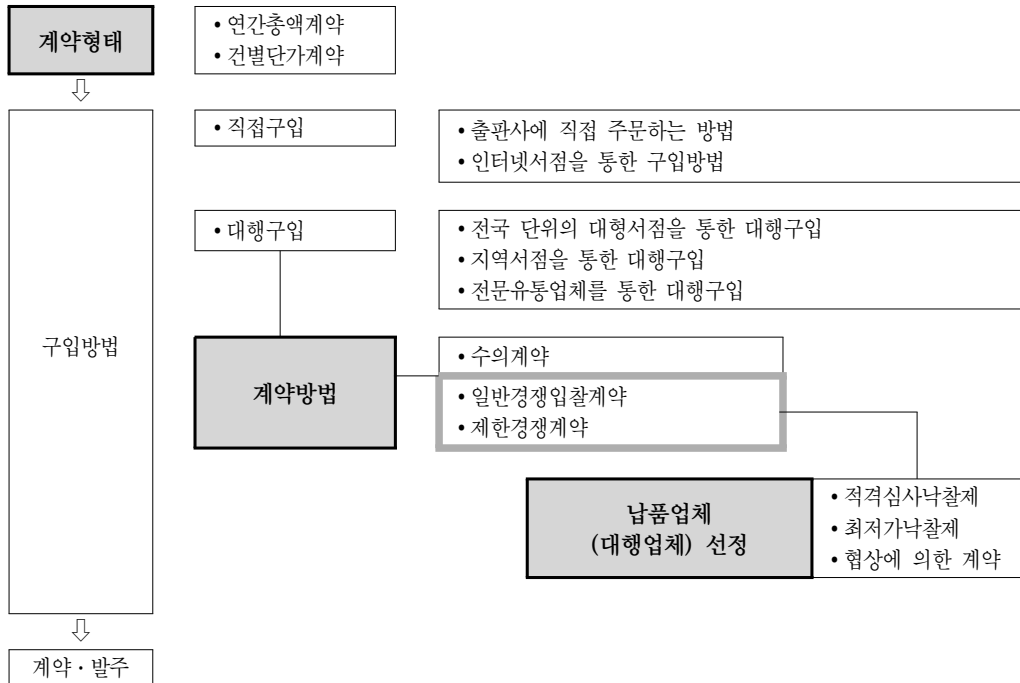 계약형태
• 연간총액계약
• 건별단가계약
구입방법
• 직접구입
• 출판사에 직접 주문하는 방법
• 인터넷서점을 통한 구입방법
• 대행구입
• 전국 단위의 대형서점을 통한 대행구입
• 지역서점을 통한 대행구입
• 전문유통업체를 통한 대행구입
계약방법
• 수의계약
• 일반경쟁입찰계약
• 제한경쟁계약
납품업체
(대행업체) 선정
• 적격심사낙찰제
• 최저가낙찰제
• 협상에 의한 계약
계약 · 발주